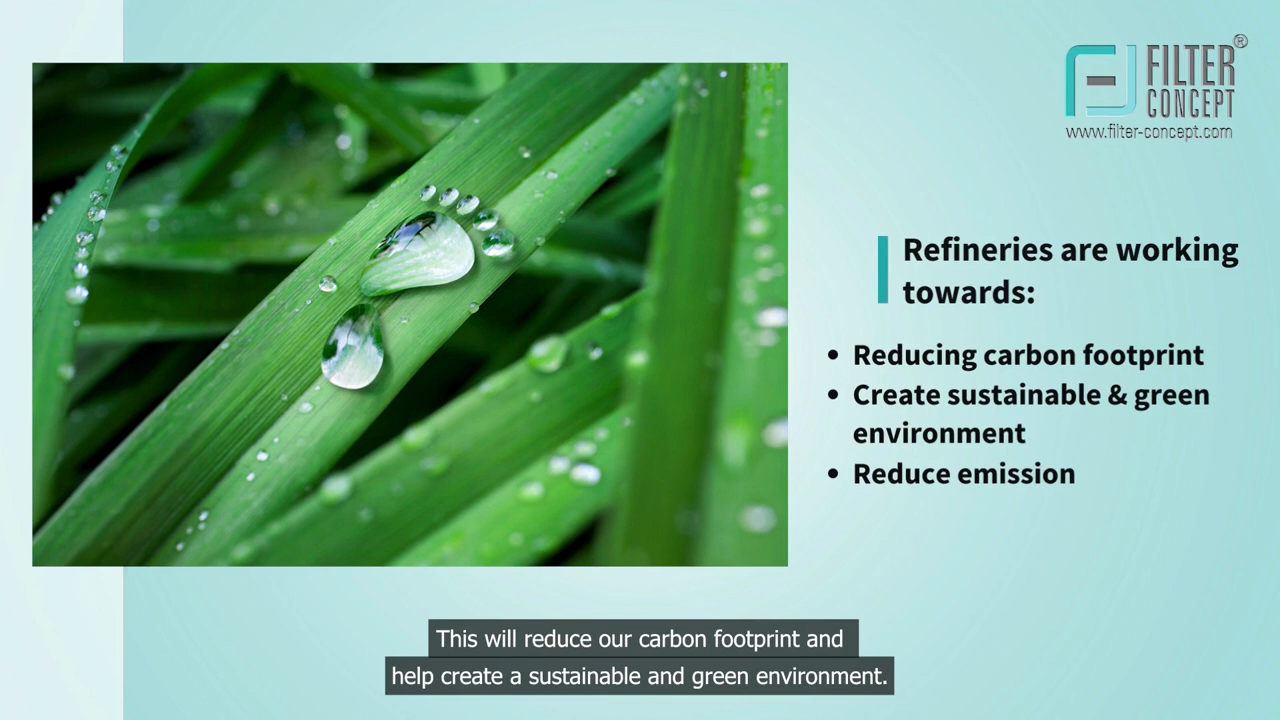 FILTER
CONCEPT
®
www.filter-concept.com
Refineries are working
towards:
• Reducing carbon footprint
• Create sustainable & green
environment
• Reduce emission
This will reduce our carbon footprint and
help create a sustainable and green environment.